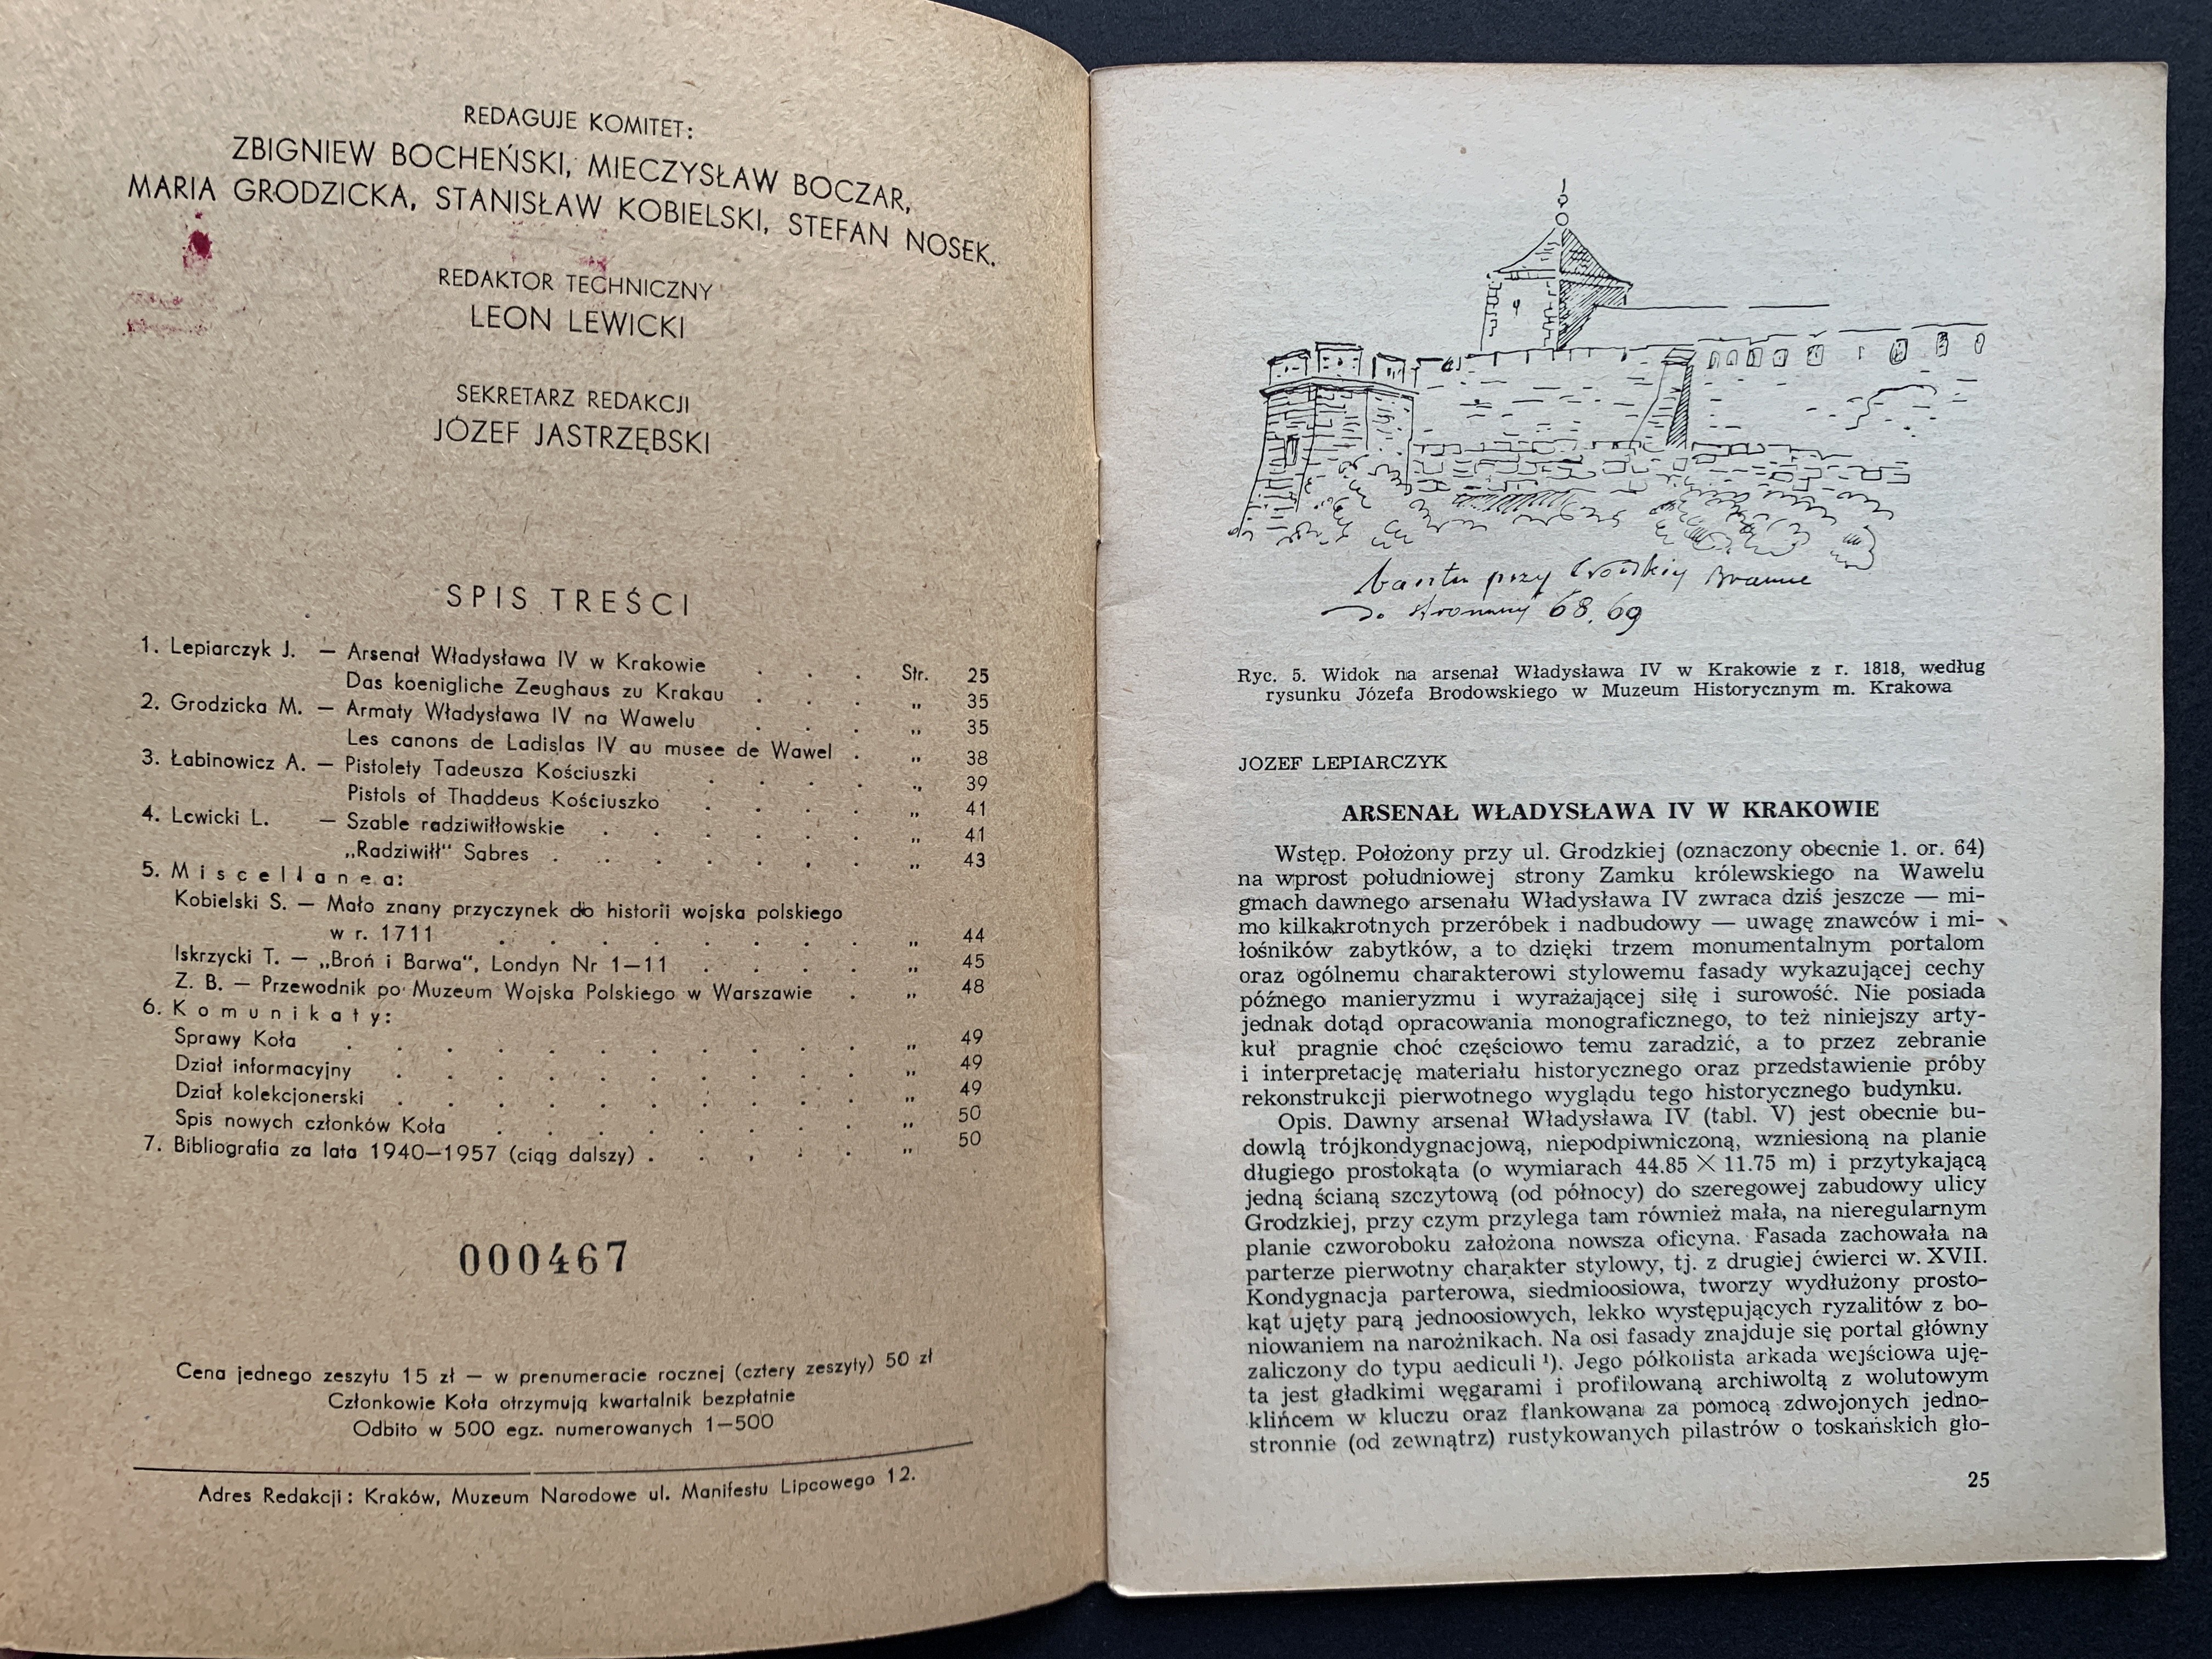 REDAGUJE KOMITET:
ZBIGNIEW BOCHEŃSKI, MIECZYSŁAW BOCZAR,
MARIA GRODZICKA, STANISŁAW KOBIELSKI, STEFAN NOSEK.
REDAKTOR TECHNICZNY
LEON LEWICKI
SEKRETARZ REDAKCJI
JÓZEF JASTRZĘBSKI
SPIS TREŚCI
1. Lepiarczyk J. — Arsenał Władysława IV w Krakowie . . . Str. 25
Das koenigliche Zeughaus zu Krakau . . . „ 35
2. Grodzicka M. — Armaty Władysława IV na Wawelu . . . „ 35
Les canons de Ladislas IV au musee de Wawel . „ 38
3. Łabinowicz A. — Pistolety Tadeusza Kościuszki . . . . „ 39
Pistols of Thaddeus Kościuszko . . . . „ 41
4. Lewicki L. — Szable radziwiłłowskie . . . . . . „ 41
„Radziwiłł" Sabres . . . . . . . „ 43
5. Miscellanea:
Kobielski S. — Mało znany przyczynek do historii wojska polskiego
w r. 1711 . . . . . . . . „ 44
Iskrzycki T. — „Broń i Barwa", Londyn Nr 1—11 . . . . „ 45
Z. B. — Przewodnik po Muzeum Wojska Polskiego w Warszawie . „ 48
6. Komunikaty:
Sprawy Koła . . . . . . . . . . . „ 49
Dział informacyjny . . . . . . . . . . „ 49
Dział kolekcjonerski . . . . . . . . . . „ 49
Spis nowych członków Koła . . . . . . . . „ 50
7. Bibliografia za lata 1940—1957 (ciąg dalszy) . . . . . „ 50
000467
Cena jednego zeszytu 15 zł — w prenumeracie rocznej (cztery zeszyty) 50 zł
Członkowie Koła otrzymują kwartalnik bezpłatnie
Odbito w 500 egz. numerowanych 1—500
Adres Redakcji: Kraków, Muzeum Narodowe ul. Manifestu Lipcowego 12.
przy Grodzkiy Bramie
68. 69
Ryc. 5. Widok na arsenał Władysława IV w Krakowie z r. 1818, według
rysunku Józefa Brodowskiego w Muzeum Historycznym m. Krakowa
JÓZEF LEPIARCZYK
ARSENAŁ WŁADYSŁAWA IV W KRAKOWIE
Wstęp. Położony przy ul. Grodzkiej (oznaczony obecnie l. or. 64)
na wprost południowej strony Zamku królewskiego na Wawelu
gmach dawnego arsenału Władysława IV zwraca dziś jeszcze — mi-
mo kilkakrotnych przeróbek i nadbudowy — uwagę znawców i mi-
łośników zabytków, a to dzięki trzem monumentalnym portalom
oraz ogólnemu charakterowi stylowemu fasady wykazującej cechy
późnego manieryzmu i wyrażającej siłę i surowość. Nie posiada
jednak dotąd opracowania monograficznego, to też niniejszy arty-
kuł pragnie choć częściowo temu zaradzić, a to przez zebranie
i interpretację materiału historycznego oraz przedstawienie próby
rekonstrukcji pierwotnego wyglądu tego historycznego budynku.
Opis. Dawny arsenał Władysława IV (tabl. V) jest obecnie bu-
dowlą trójkondygnacjową, niepodpiwniczoną, wzniesioną na planie
długiego prostokąta (o wymiarach 44.85 × 11.75 m) i przytykającą
jedną ścianą szczytową (od północy) do szeregowej zabudowy ulicy
Grodzkiej, przy czym przylega tam również mała, na nieregularnym
planie czworoboku założona nowsza oficyna. Fasada zachowała na
parterze pierwotny charakter stylowy, tj. z drugiej ćwierci w. XVII.
Kondygnacja parterowa, siedmioosiowa, tworzy wydłużony prosto-
kąt ujęty parą jednoosiowych, lekko występujących ryzalitów z bo-
niowaniem na narożnikach. Na osi fasady znajduje się portal główny
zaliczony do typu aediculi ¹). Jego półkolista arkada wejściowa uję-
ta jest gładkimi węgarami i profilowaną archiwoltą z wolutowym
klińcem w kluczu oraz flankowana za pomocą zdwojonych jedno-
stronnie (od zewnątrz) rustykowanych pilastrów o toskańskich gło-
25